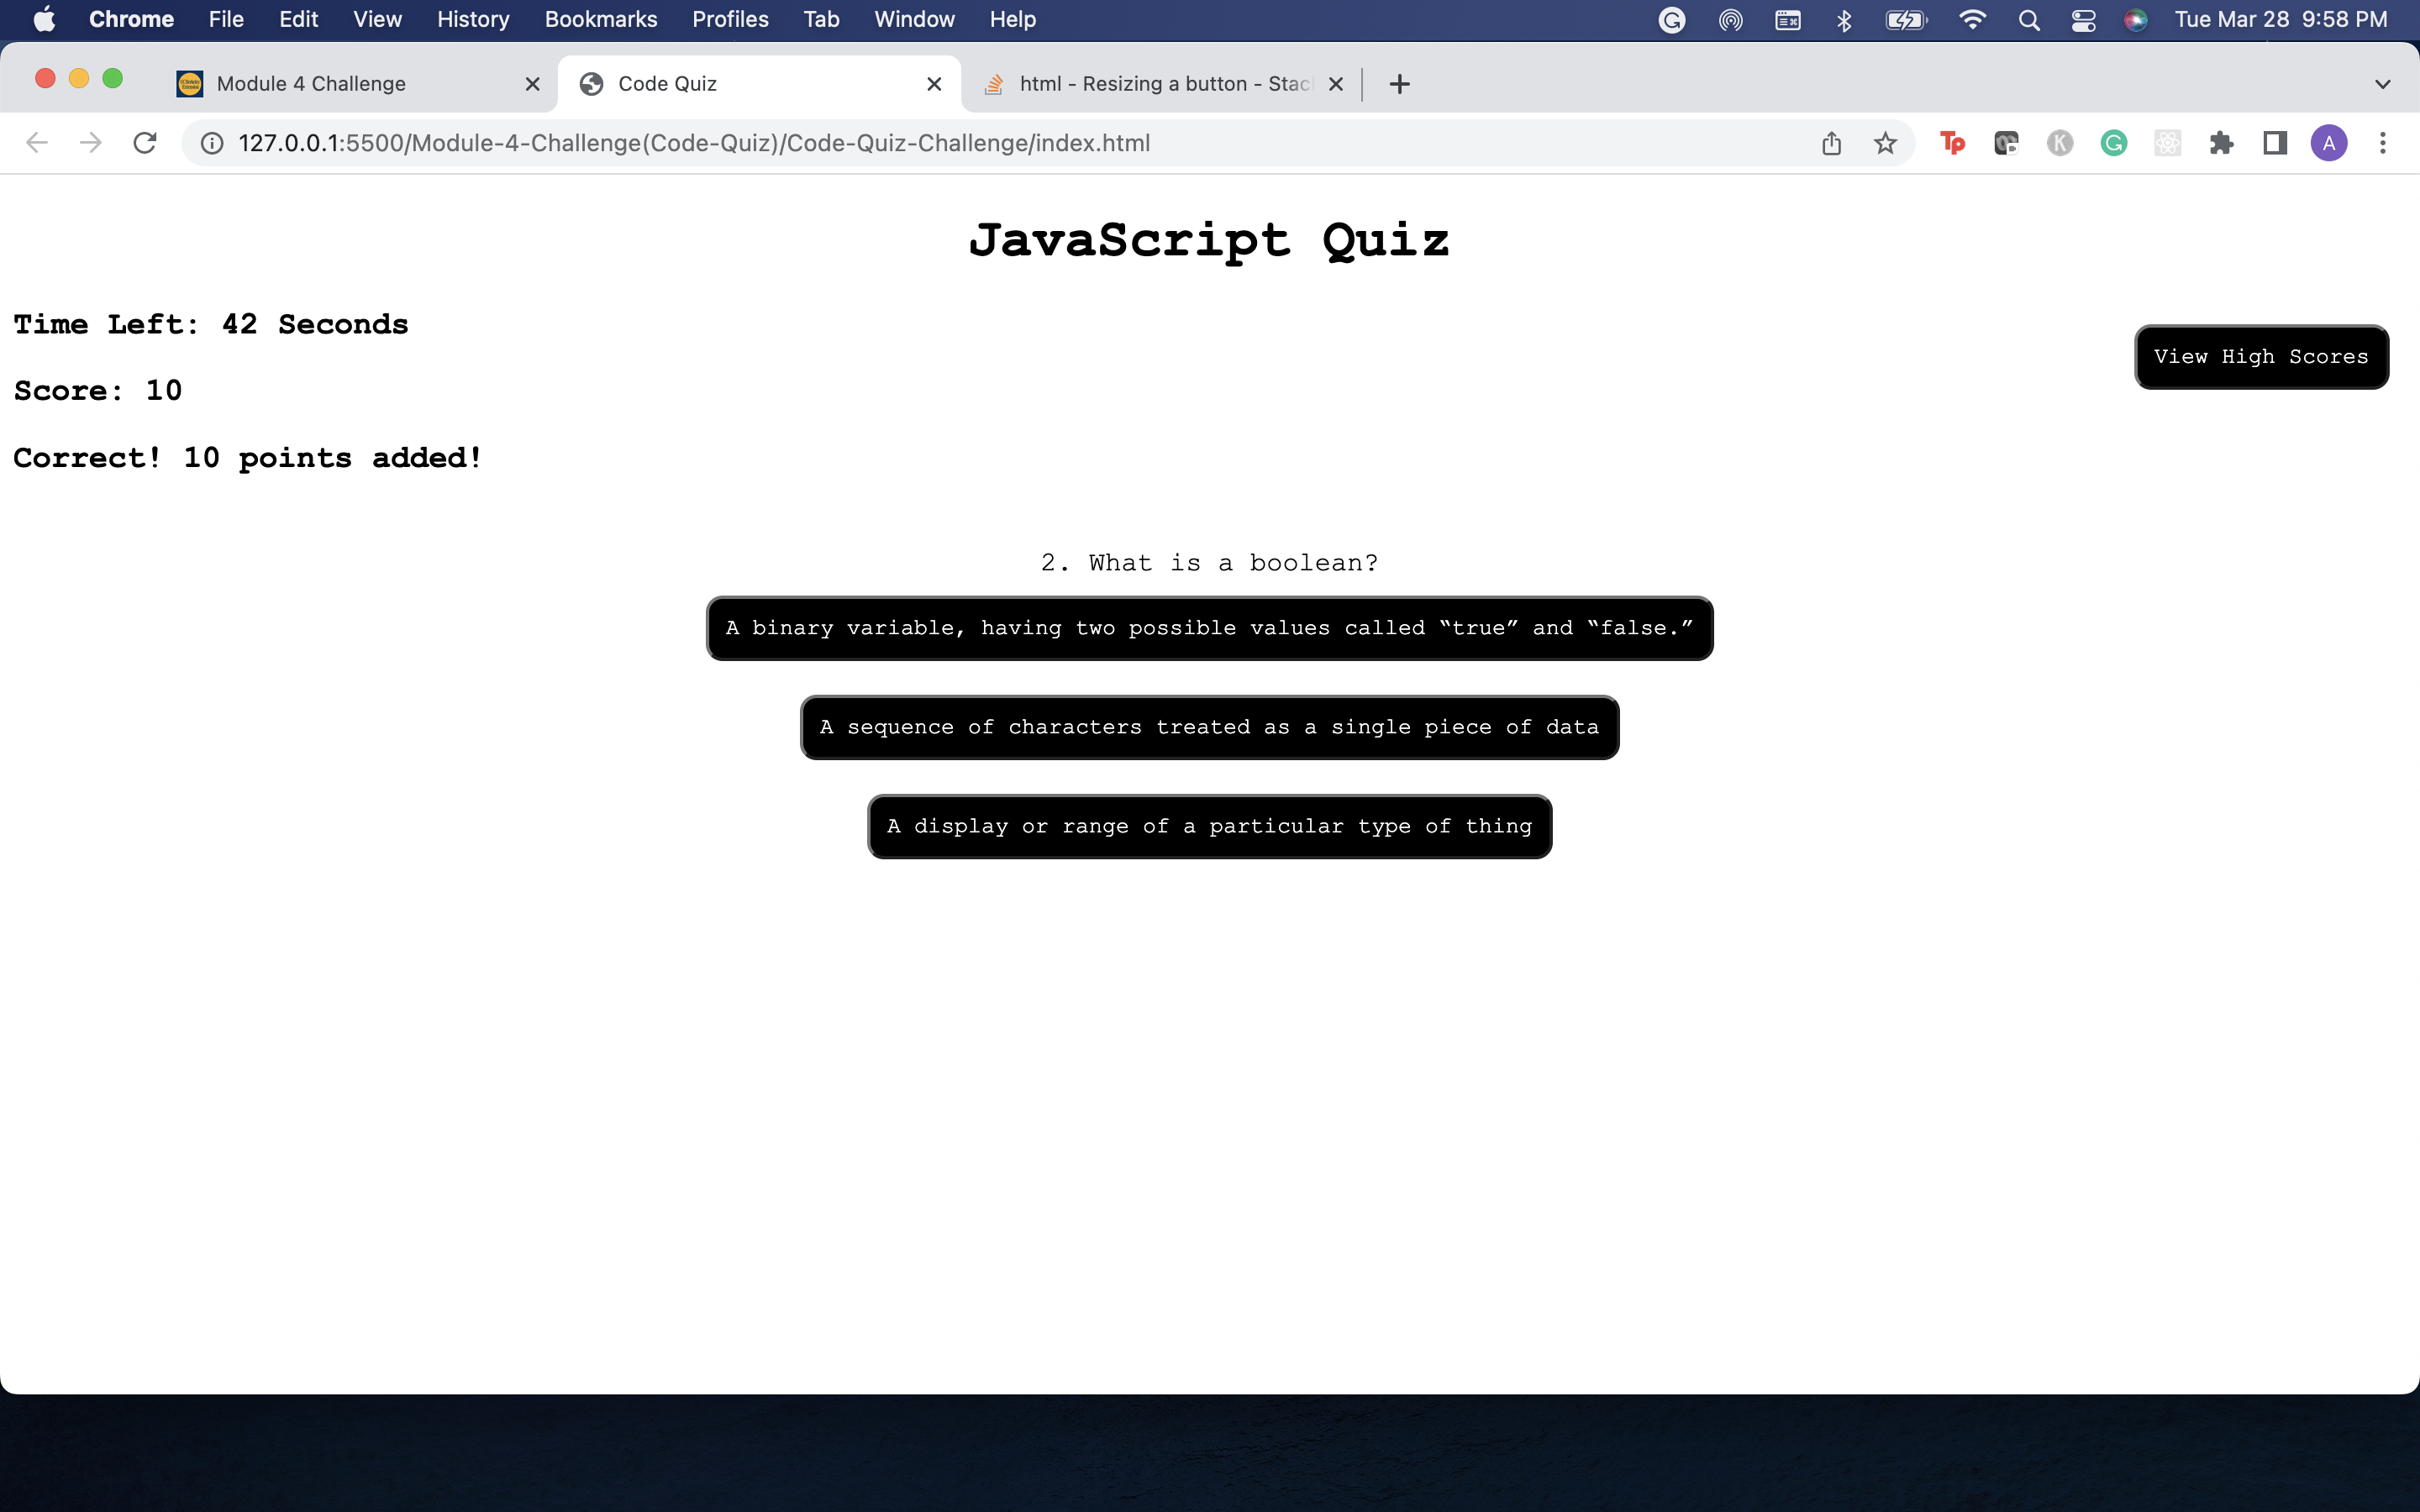 Chrome File Edit View History Bookmarks Profiles Tab Window Help Tue Mar 28 9:58 PM
Module 4 Challenge Code Quiz html - Resizing a button - Stac
127.0.0.1:5500/Module-4-Challenge(Code-Quiz)/Code-Quiz-Challenge/index.html Tp K G A
JavaScript Quiz
Time Left: 42 Seconds
View High Scores
Score: 10
Correct! 10 points added!
2. What is a boolean?
A binary variable, having two possible values called “true” and “false.”
A sequence of characters treated as a single piece of data
A display or range of a particular type of thing